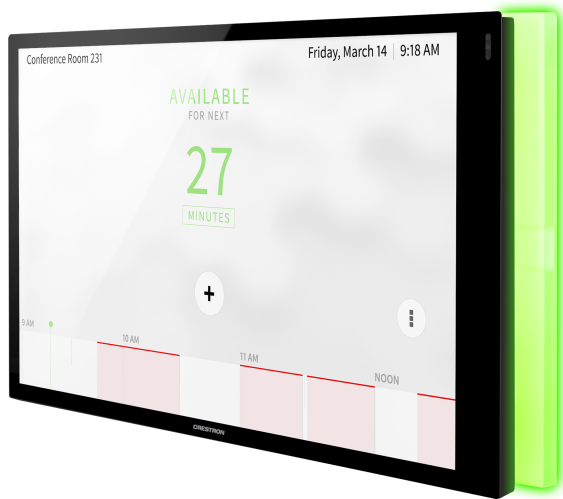 Conference Room 231
Friday, March 14 | 9:18 AM
AVAILABLE
FOR NEXT
27
MINUTES
+
9 AM
10 AM
11 AM
NOON
CRESTRON